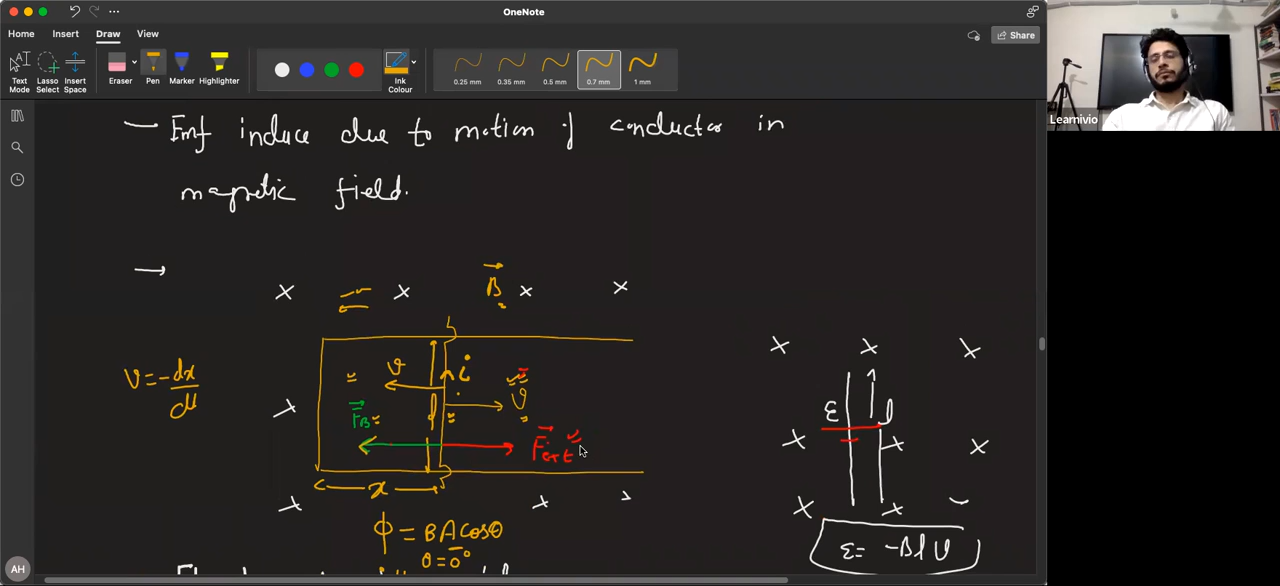 OneNote
Home Insert Draw View
Share
Text Mode
Lasso Select
Insert Space
Eraser
Pen
Marker
Highlighter
Ink Colour
0.25 mm
0.35 mm
0.5 mm
0.7 mm
1 mm
Learnivio
— Emf induce due to motion of conductor in
magnetic field.
→
B
V = -dx/dt
v
i
v
F_B
l
F_ext
x
ε
l
φ = BA cosθ
θ = 0°
ε = -Blv
AH